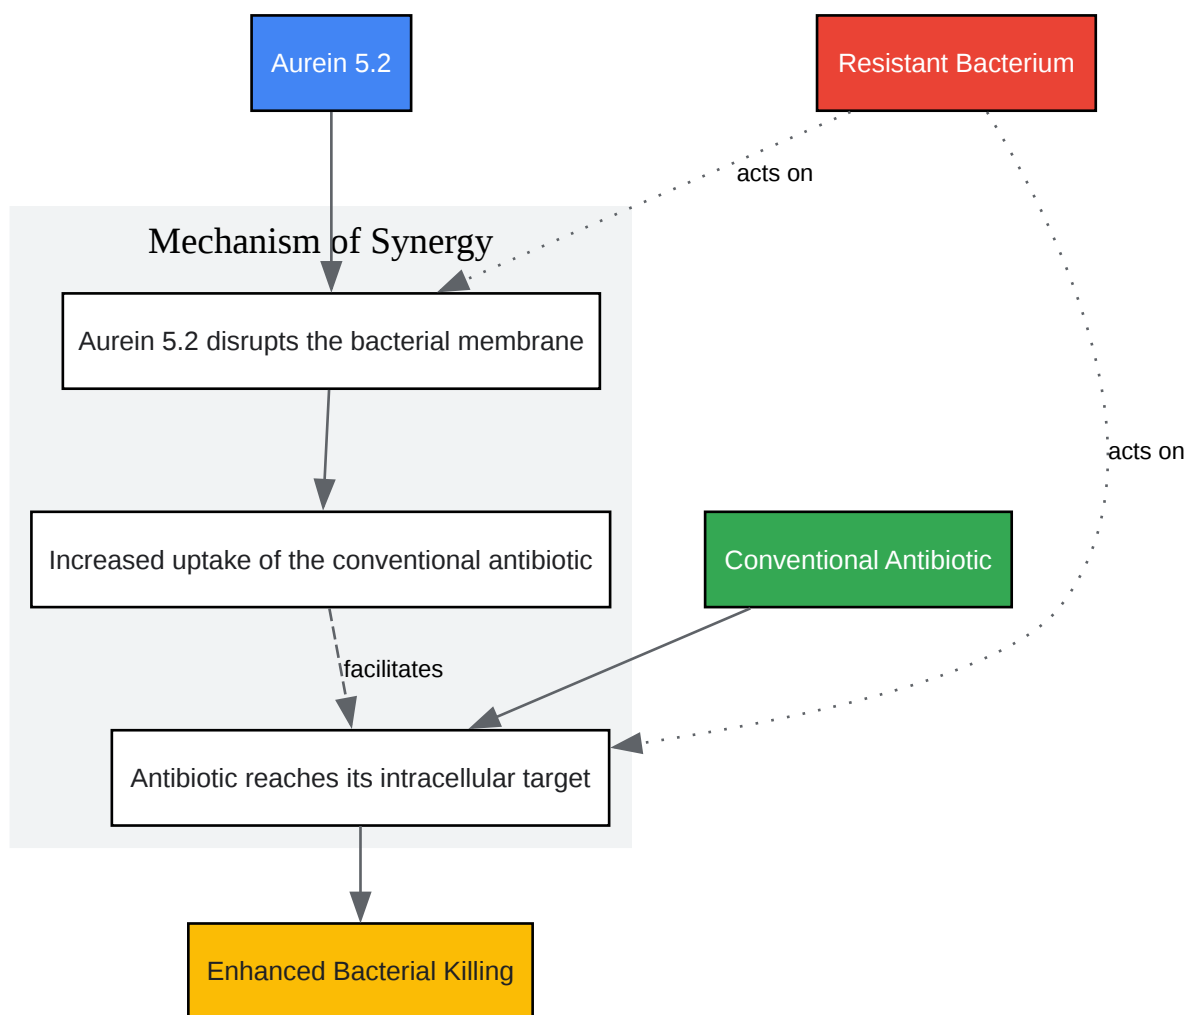 Aurein 5.2
Resistant Bacterium
acts on
Mechanism of Synergy
Aurein 5.2 disrupts the bacterial membrane
acts on
Increased uptake of the conventional antibiotic
Conventional Antibiotic
facilitates
Antibiotic reaches its intracellular target
Enhanced Bacterial Killing